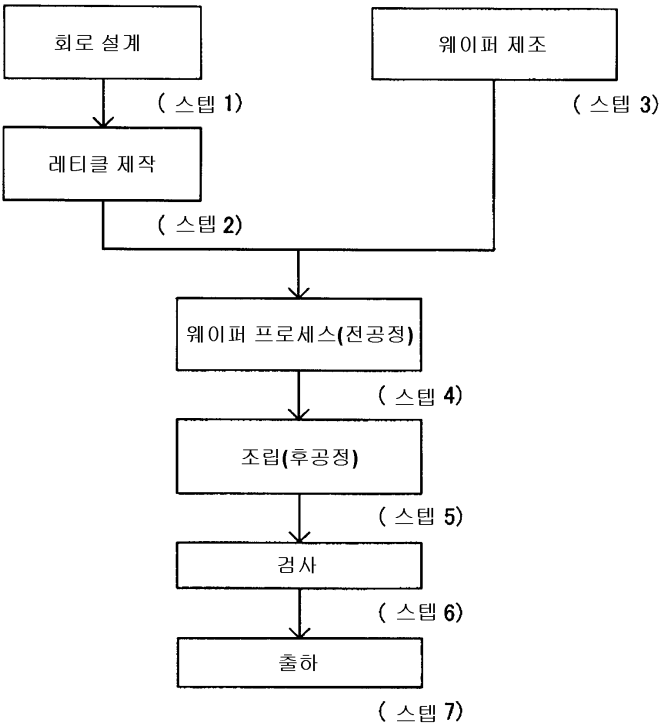 회로 설계
웨이퍼 제조
( 스텝 1)
( 스텝 3)
레티클 제작
( 스텝 2)
웨이퍼 프로세스(전공정)
( 스텝 4)
조립(후공정)
( 스텝 5)
검사
( 스텝 6)
출하
( 스텝 7)